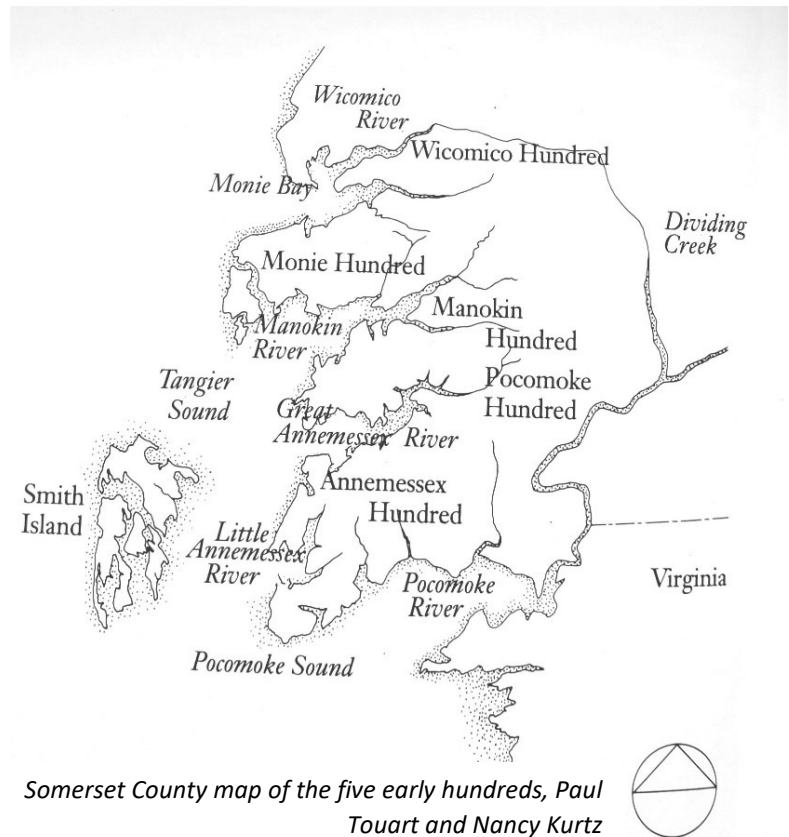 Wicomico
River
Wicomico Hundred
Monie Bay
Dividing
Creek
Monie Hundred
Manokin
Hundred
Manokin
River
Pocomoke
Hundred
Tangier
Sound
Great
Annemessex River
Annemessex
Hundred
Smith
Island
Little
Annemessex
River
Pocomoke
River
Virginia
Pocomoke Sound
Somerset County map of the five early hundreds, Paul
Touart and Nancy Kurtz